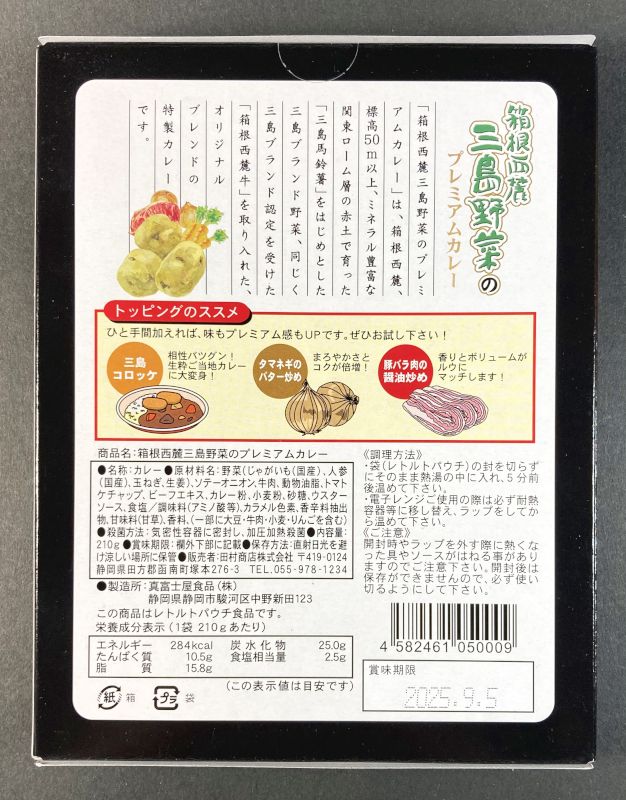 箱根西麓
三島野菜の
プレミアムカレー
「箱根西麓三島野菜のプレミ
アムカレー」は、箱根西麓、
標高50m以上、ミネラル豊富な
関東ローム層の赤土で育った
「三島馬鈴薯」をはじめとした
三島ブランド野菜、同じく
三島ブランド認定を受けた
「箱根西麓牛」を取り入れた、
オリジナル
ブレンドの
特製カレー
です。
トッピングのススメ
ひと手間加えれば、味もプレミアム感もUPです。ぜひお試し下さい!
三島
コロッケ
相性バツグン!
生粋ご当地カレー
に大変身!
タマネギの
バター炒め
まろやかさと
コクが倍増!
豚バラ肉の
醤油炒め
香りとボリュームが
ルウに
マッチします!
商品名:箱根西麓三島野菜のプレミアムカレー
●名称:カレー●原材料名:野菜(じゃがいも(国産)、人参
(国産)、玉ねぎ、生姜)、ソテーオニオン、牛肉、動物油脂、トマト
ケチャップ、ビーフエキス、カレー粉、小麦粉、砂糖、ウスター
ソース、食塩／調味料(アミノ酸等)、カラメル色素、香辛料抽出
物、甘味料(甘草)、香料、(一部に大豆・牛肉・小麦・りんごを含む)
●殺菌方法:気密性容器に密封し、加圧加熱殺菌●内容量:
210g●賞味期限:欄外下部に記載●保存方法:直射日光を避
け涼しい場所に保管●販売者:田村商店株式会社 〒419-0124
静岡県田方郡函南町塚本276-3 TEL.055-978-1234
●製造所:真富士屋食品(株)
静岡県静岡市駿河区中野新田123
この商品はレトルトパウチ食品です。
栄養成分表示(1袋 210gあたり)
エネルギー 284kcal 炭水化物 25.0g
たんぱく質 10.5g 食塩相当量 2.5g
脂質 15.8g
(この表示値は目安です)
紙 箱 プラ 袋
《調理方法》
・袋(レトルトパウチ)の封を切らず
にそのまま熱湯の中に入れ、5分前
後温めて下さい。
・電子レンジご使用の際は必ず耐熱
容器等に移し替え、ラップをしてか
ら温めて下さい。
《ご注意》
開封時やラップを外す際に熱くなっ
た具やソースがはねる事があり
ますのでご注意下さい。開封後は
保存ができませんので、必ず使い
切るようにして下さい。
4 582461 050009
賞味期限
2025.9.5